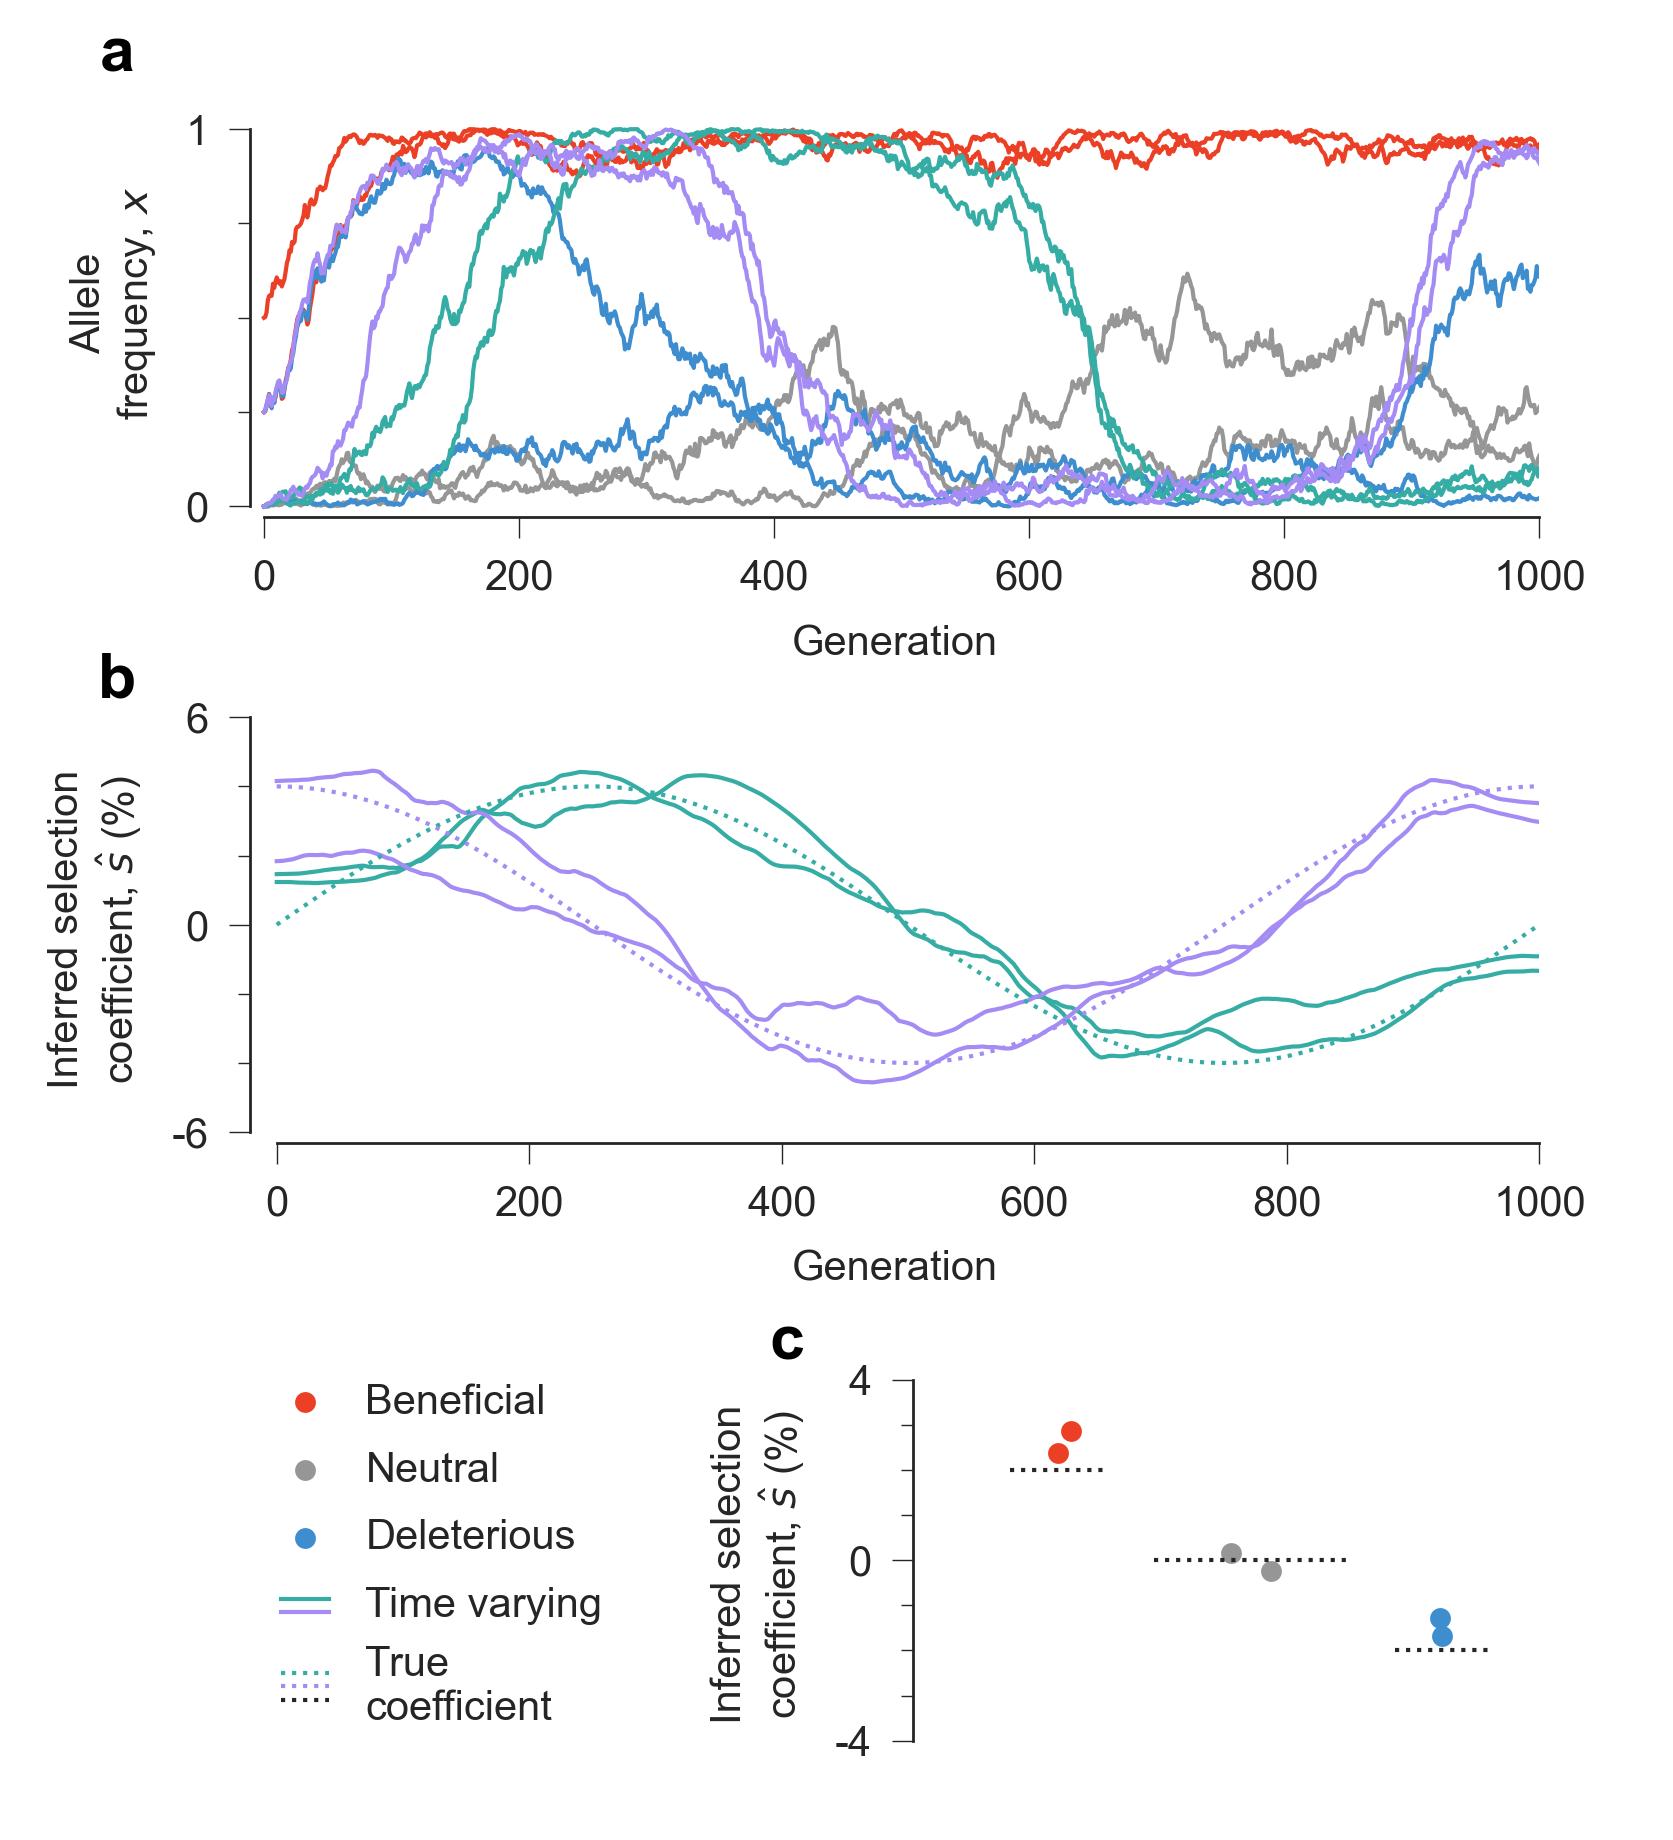 a
1
0
Allele
frequency, x
0 200 400 600 800 1000
Generation
b
6
0
-6
Inferred selection
coefficient, ŝ (%)
0 200 400 600 800 1000
Generation
Beneficial
Neutral
Deleterious
Time varying
True
coefficient
c
4
0
-4
Inferred selection
coefficient, ŝ (%)